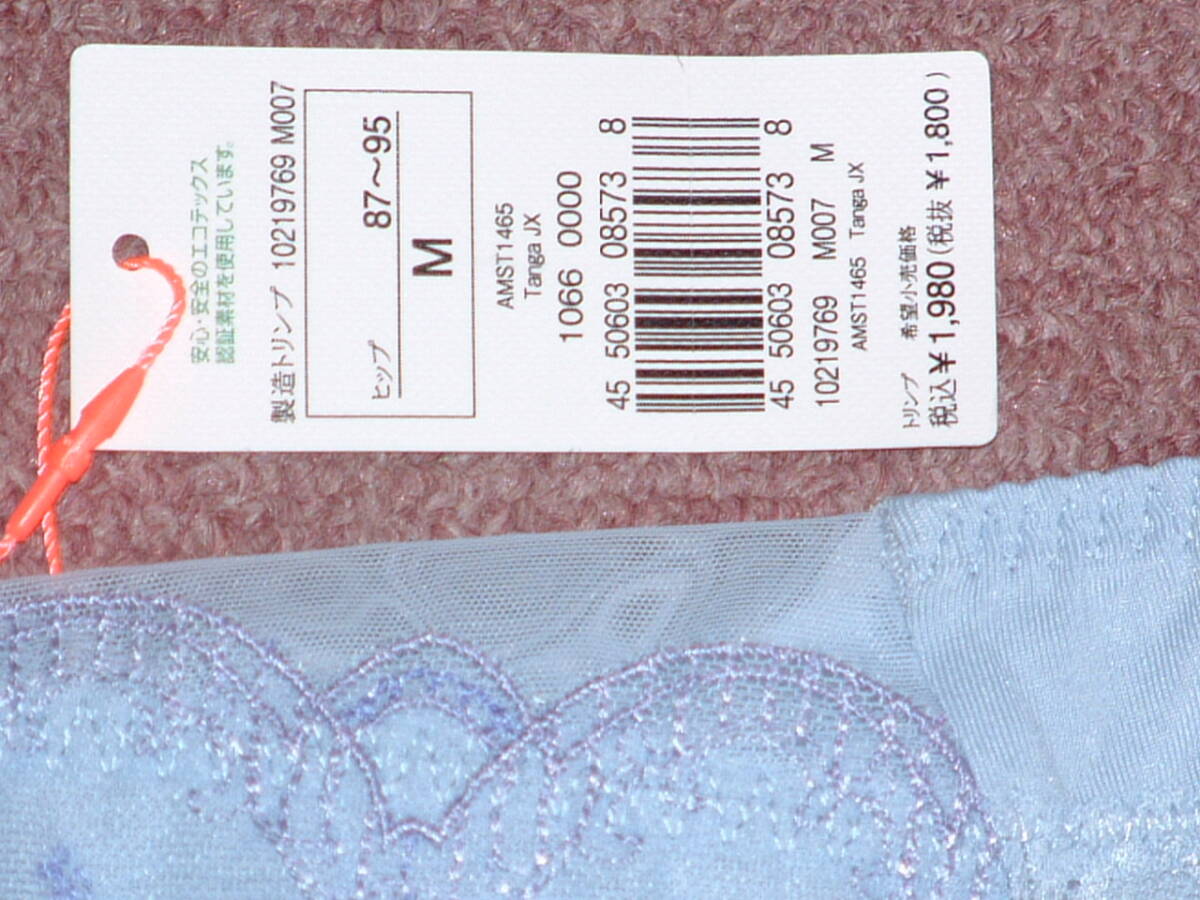 安心・安全のエコテックス
認証素材を使用しています。
製造トリンプ 10219769 M007
ヒップ 87～95
M
AMST1465
Tanga JX
1066 0000
45 50603 08573 8
45 50603 08573 8
10219769 M007 M
AMST1465 Tanga JX
トリンプ 希望小売価格
税込¥1,980(税抜¥1,800)